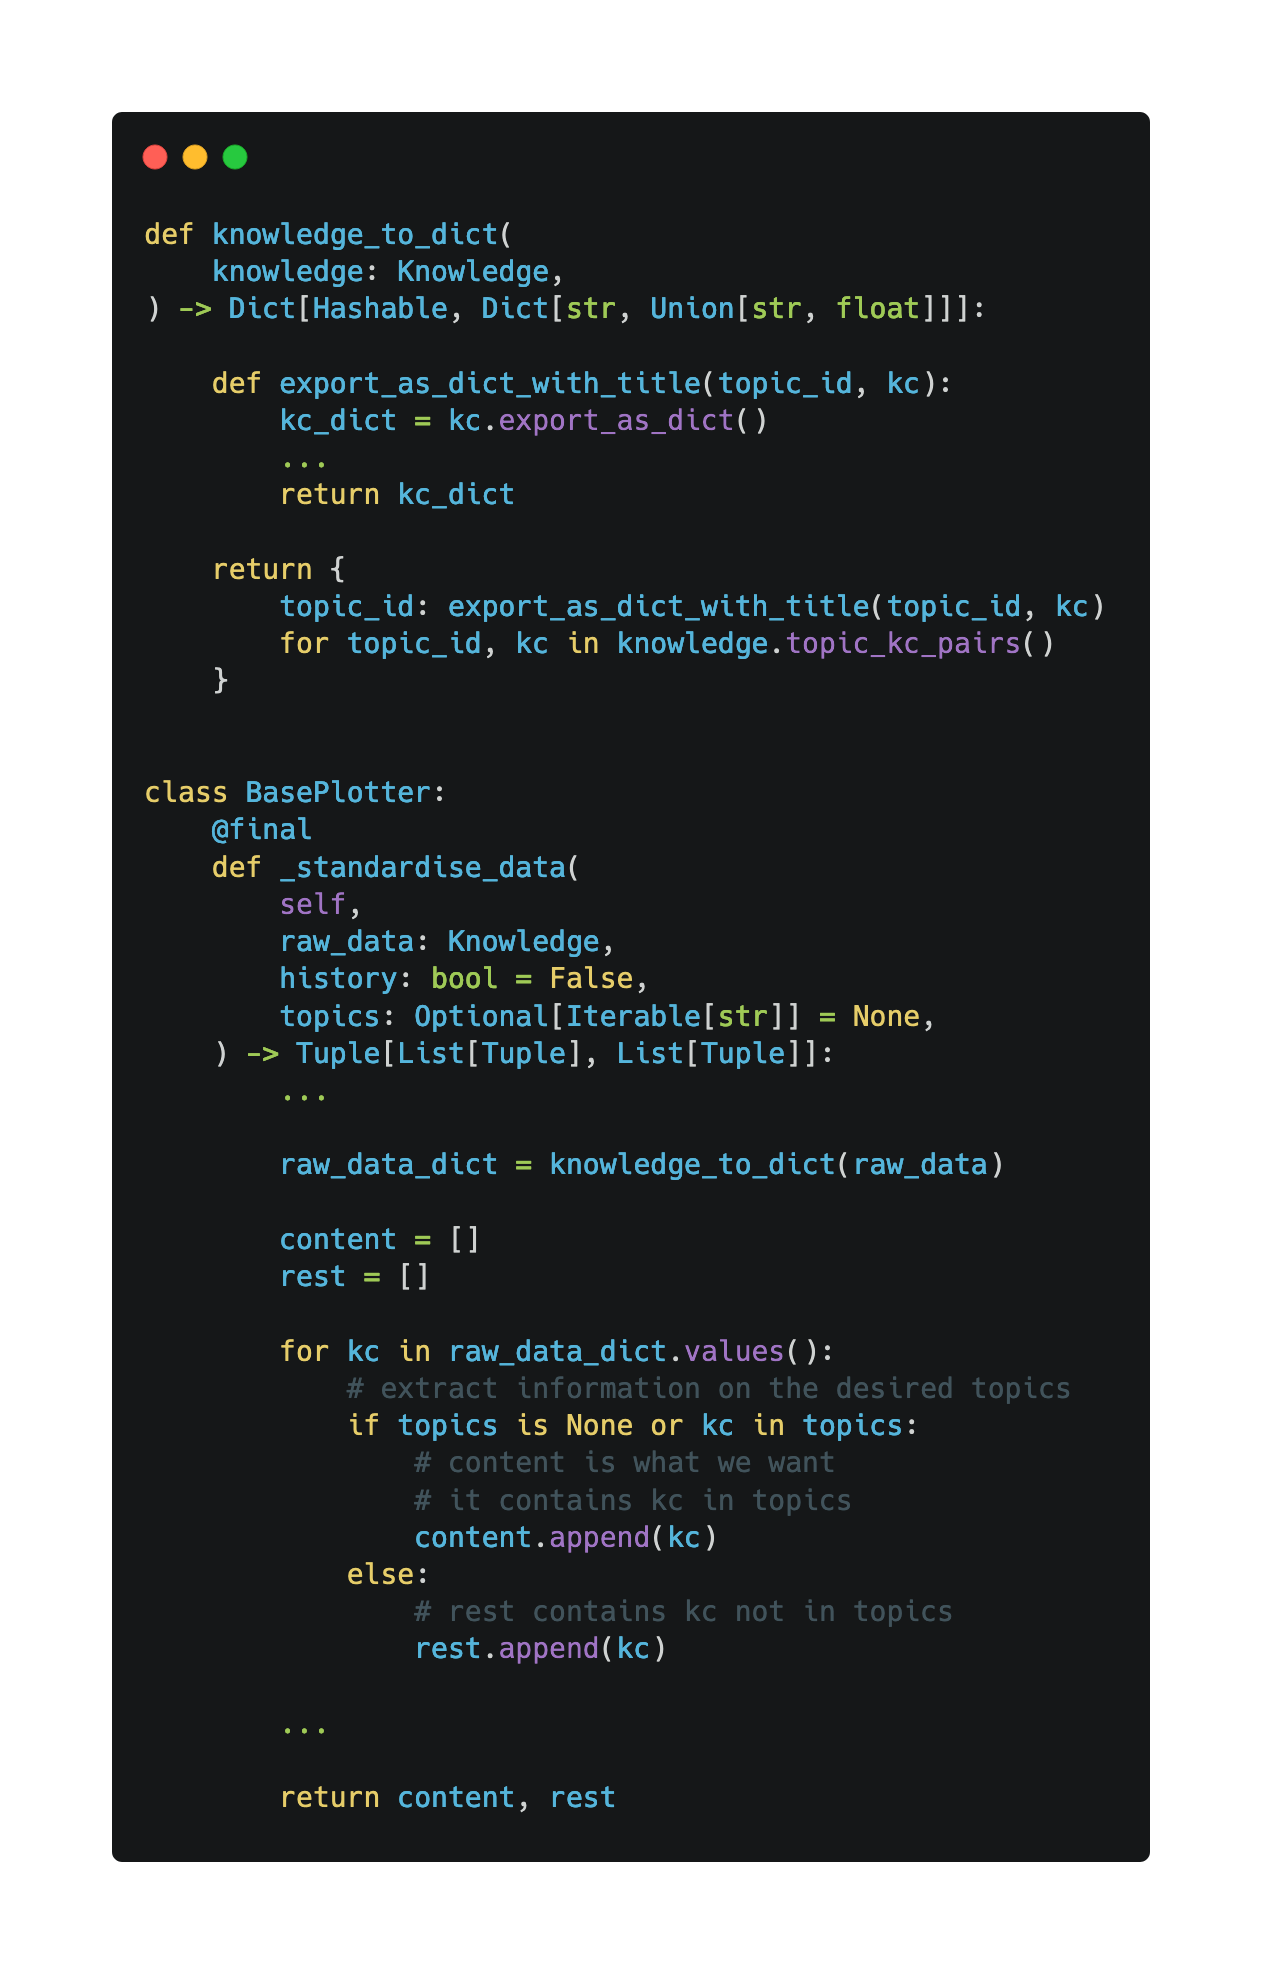 def knowledge_to_dict(
    knowledge: Knowledge,
) -> Dict[Hashable, Dict[str, Union[str, float]]]:

    def export_as_dict_with_title(topic_id, kc):
        kc_dict = kc.export_as_dict()
        ...
        return kc_dict

    return {
        topic_id: export_as_dict_with_title(topic_id, kc)
        for topic_id, kc in knowledge.topic_kc_pairs()
    }


class BasePlotter:
    @final
    def _standardise_data(
        self,
        raw_data: Knowledge,
        history: bool = False,
        topics: Optional[Iterable[str]] = None,
    ) -> Tuple[List[Tuple], List[Tuple]]:
        ...

        raw_data_dict = knowledge_to_dict(raw_data)

        content = []
        rest = []

        for kc in raw_data_dict.values():
            # extract information on the desired topics
            if topics is None or kc in topics:
                # content is what we want
                # it contains kc in topics
                content.append(kc)
            else:
                # rest contains kc not in topics
                rest.append(kc)

        ...

        return content, rest